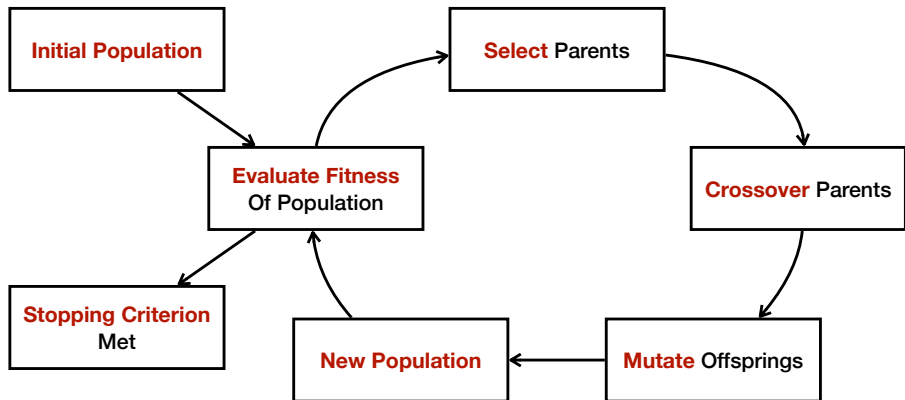 Initial Population
Select Parents
Evaluate Fitness
Of Population
Crossover Parents
Stopping Criterion
Met
New Population
Mutate Offsprings